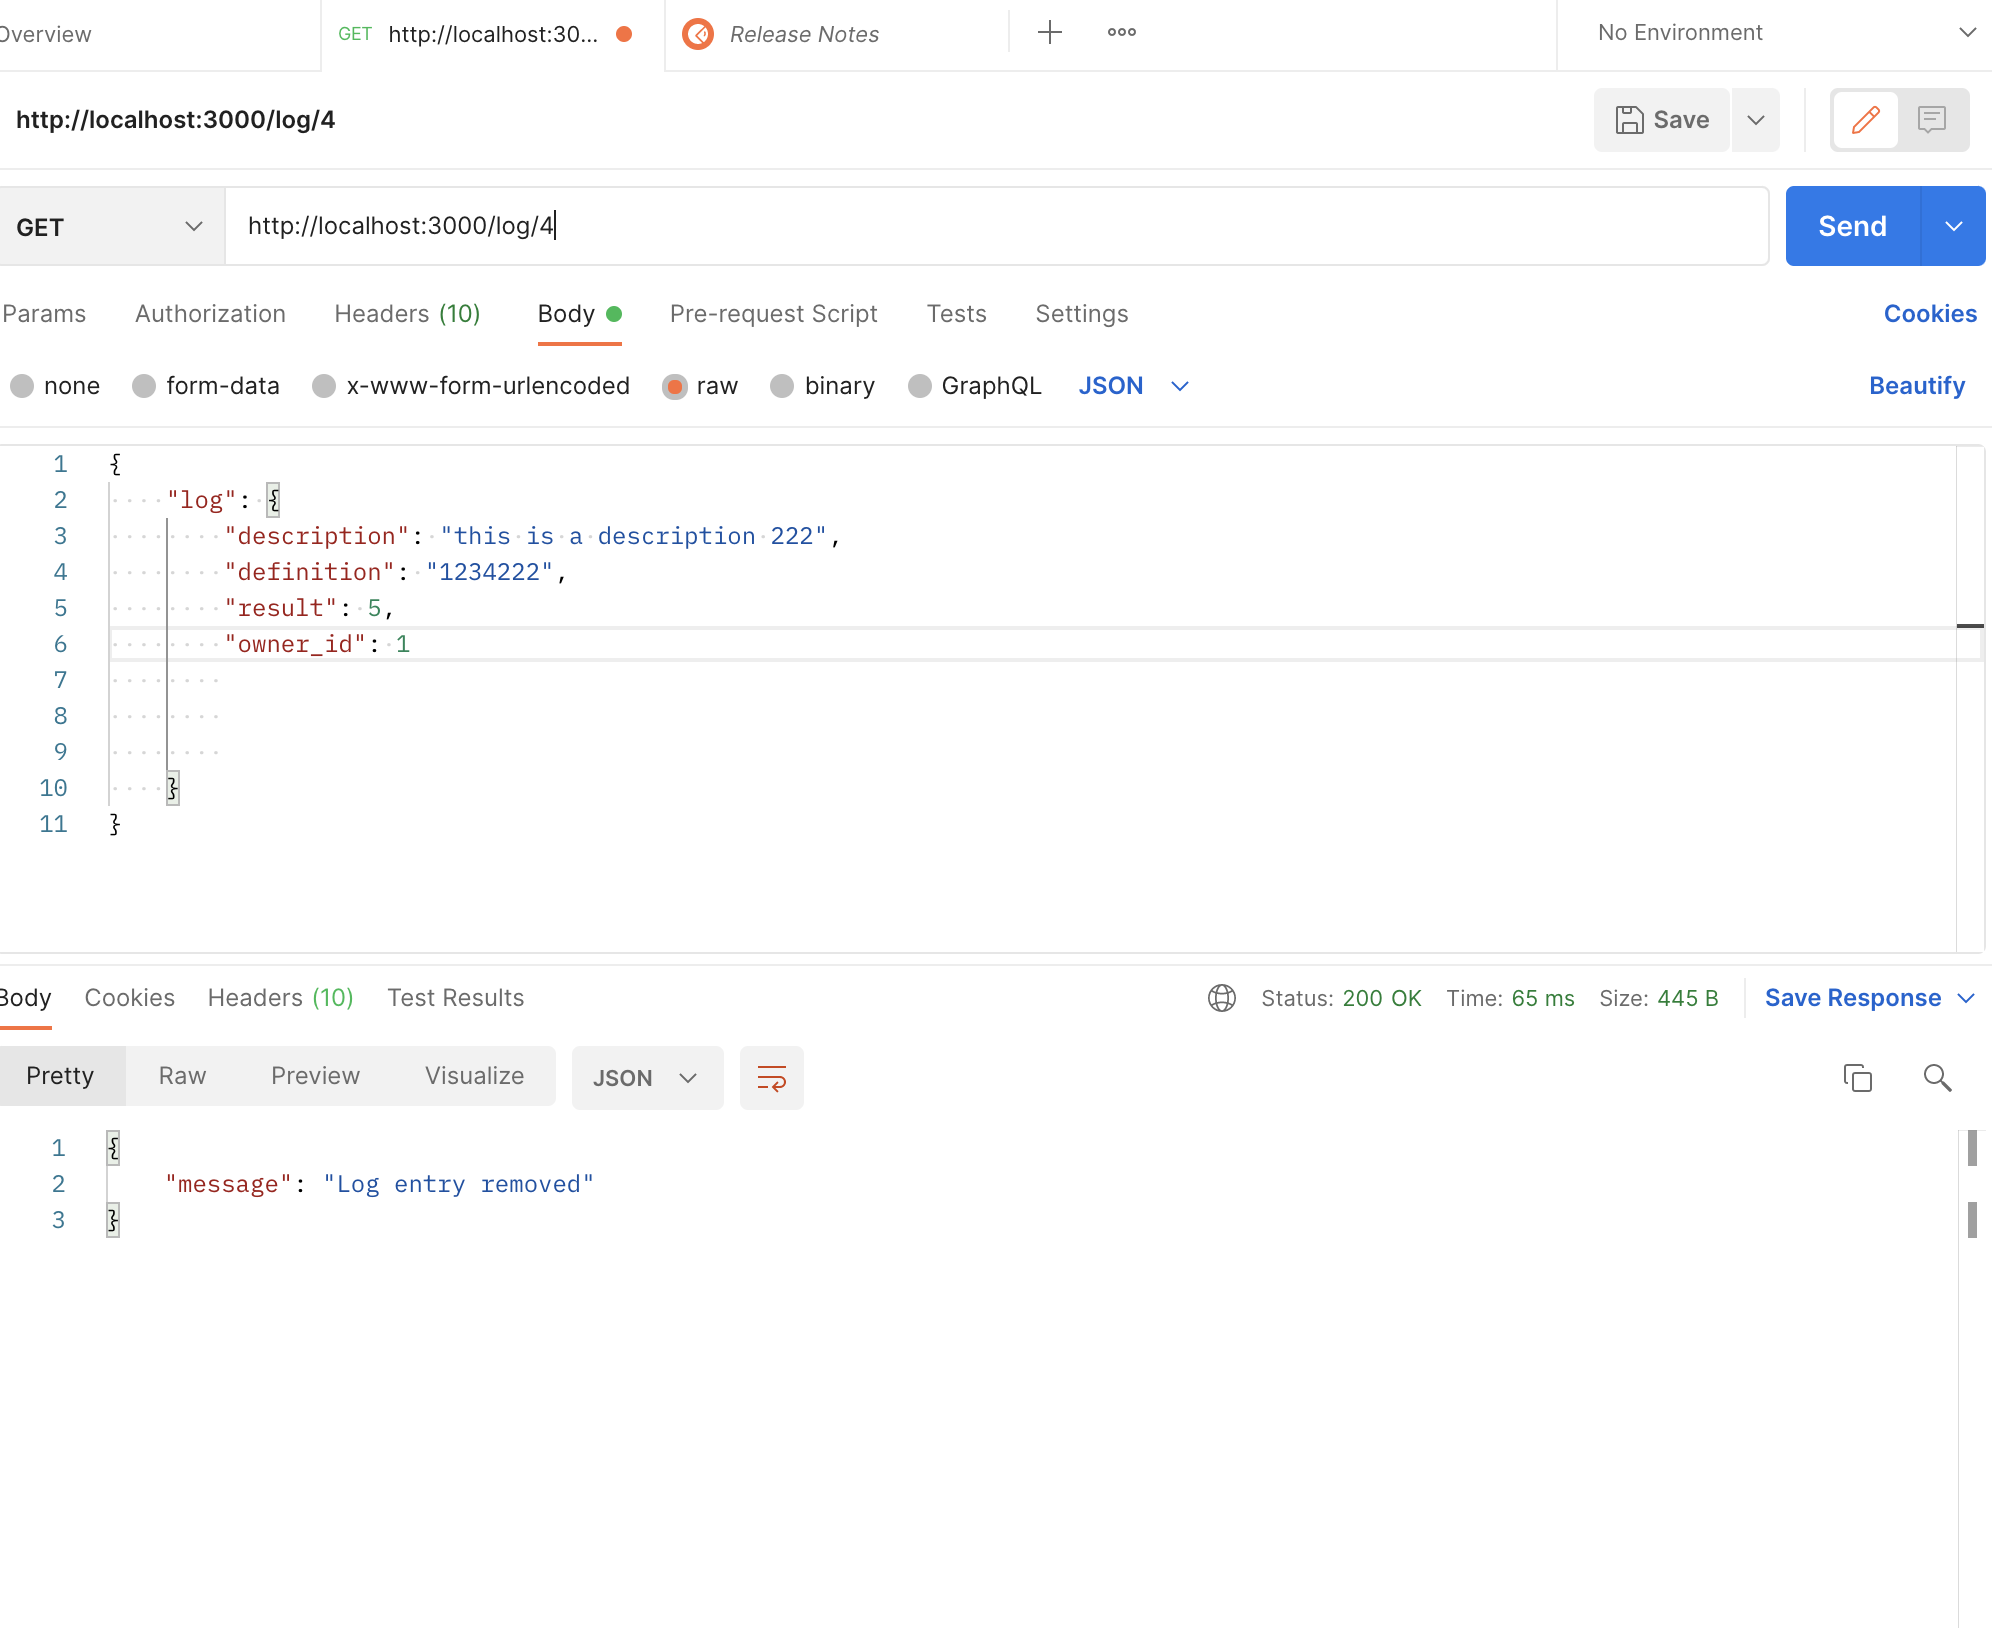 Overview
GET http://localhost:30...
Release Notes
No Environment
http://localhost:3000/log/4
Save
GET
http://localhost:3000/log/4
Send
Params
Authorization
Headers (10)
Body
Pre-request Script
Tests
Settings
Cookies
none
form-data
x-www-form-urlencoded
raw
binary
GraphQL
JSON
Beautify
1 {
2 "log": {
3 "description": "this is a description 222",
4 "definition": "1234222",
5 "result": 5,
6 "owner_id": 1
7
8
9
10 }
11 }
Body
Cookies
Headers (10)
Test Results
Status: 200 OK
Time: 65 ms
Size: 445 B
Save Response
Pretty
Raw
Preview
Visualize
JSON
1 {
2 "message": "Log entry removed"
3 }